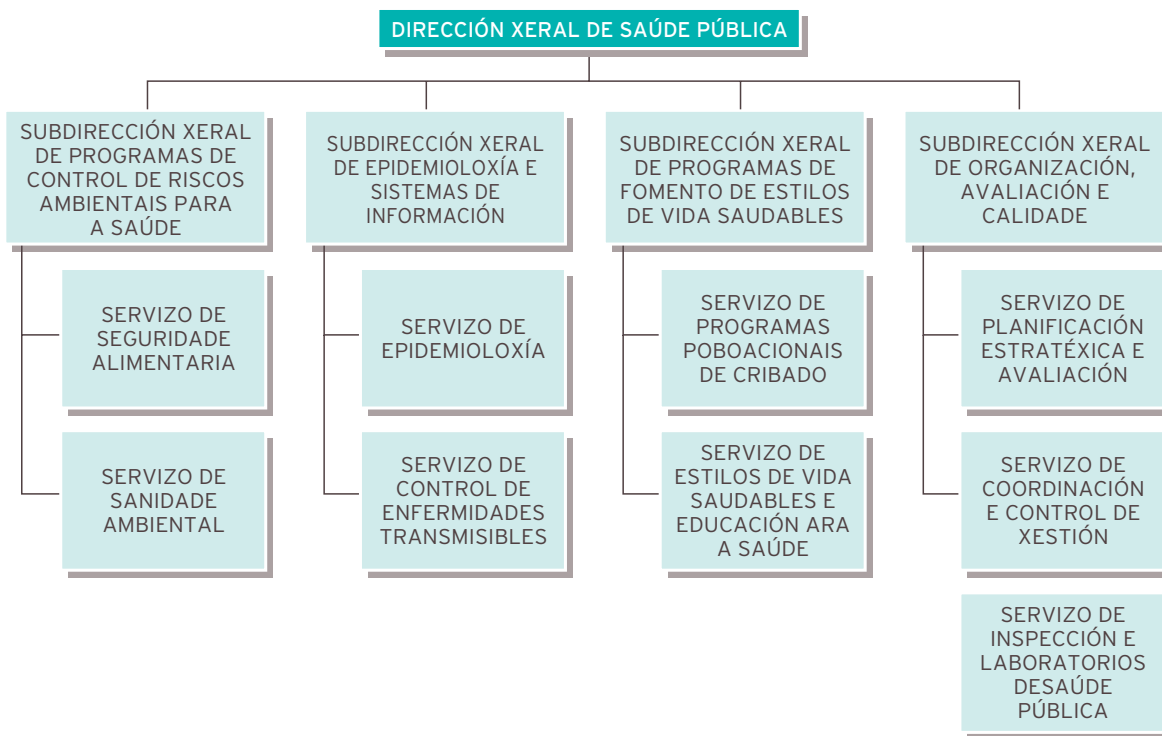 DIRECCIÓN XERAL DE SAÚDE PÚBLICA
SUBDIRECCIÓN XERAL
DE PROGRAMAS DE
CONTROL DE RISCOS
AMBIENTAIS PARA
A SAÚDE
SERVIZO DE
SEGURIDADE
ALIMENTARIA
SERVIZO DE
SANIDADE
AMBIENTAL
SUBDIRECCIÓN XERAL
DE EPIDEMIOLOXÍA E
SISTEMAS DE
INFORMACIÓN
SERVIZO DE
EPIDEMIOLOXÍA
SERVIZO DE
CONTROL DE
ENFERMIDADES
TRANSMISIBLES
SUBDIRECCIÓN XERAL
DE PROGRAMAS DE
FOMENTO DE ESTILOS
DE VIDA SAUDABLES
SERVIZO DE
PROGRAMAS
POBOACIONAIS
DE CRIBADO
SERVIZO DE
ESTILOS DE VIDA
SAUDABLES E
EDUCACIÓN ARA
A SAÚDE
SUBDIRECCIÓN XERAL
DE ORGANIZACIÓN,
AVALIACIÓN E
CALIDADE
SERVIZO DE
PLANIFICACIÓN
ESTRATÉXICA E
AVALIACIÓN
SERVIZO DE
COORDINACIÓN
E CONTROL DE
XESTIÓN
SERVIZO DE
INSPECCIÓN E
LABORATORIOS
DESAÚDE
PÚBLICA